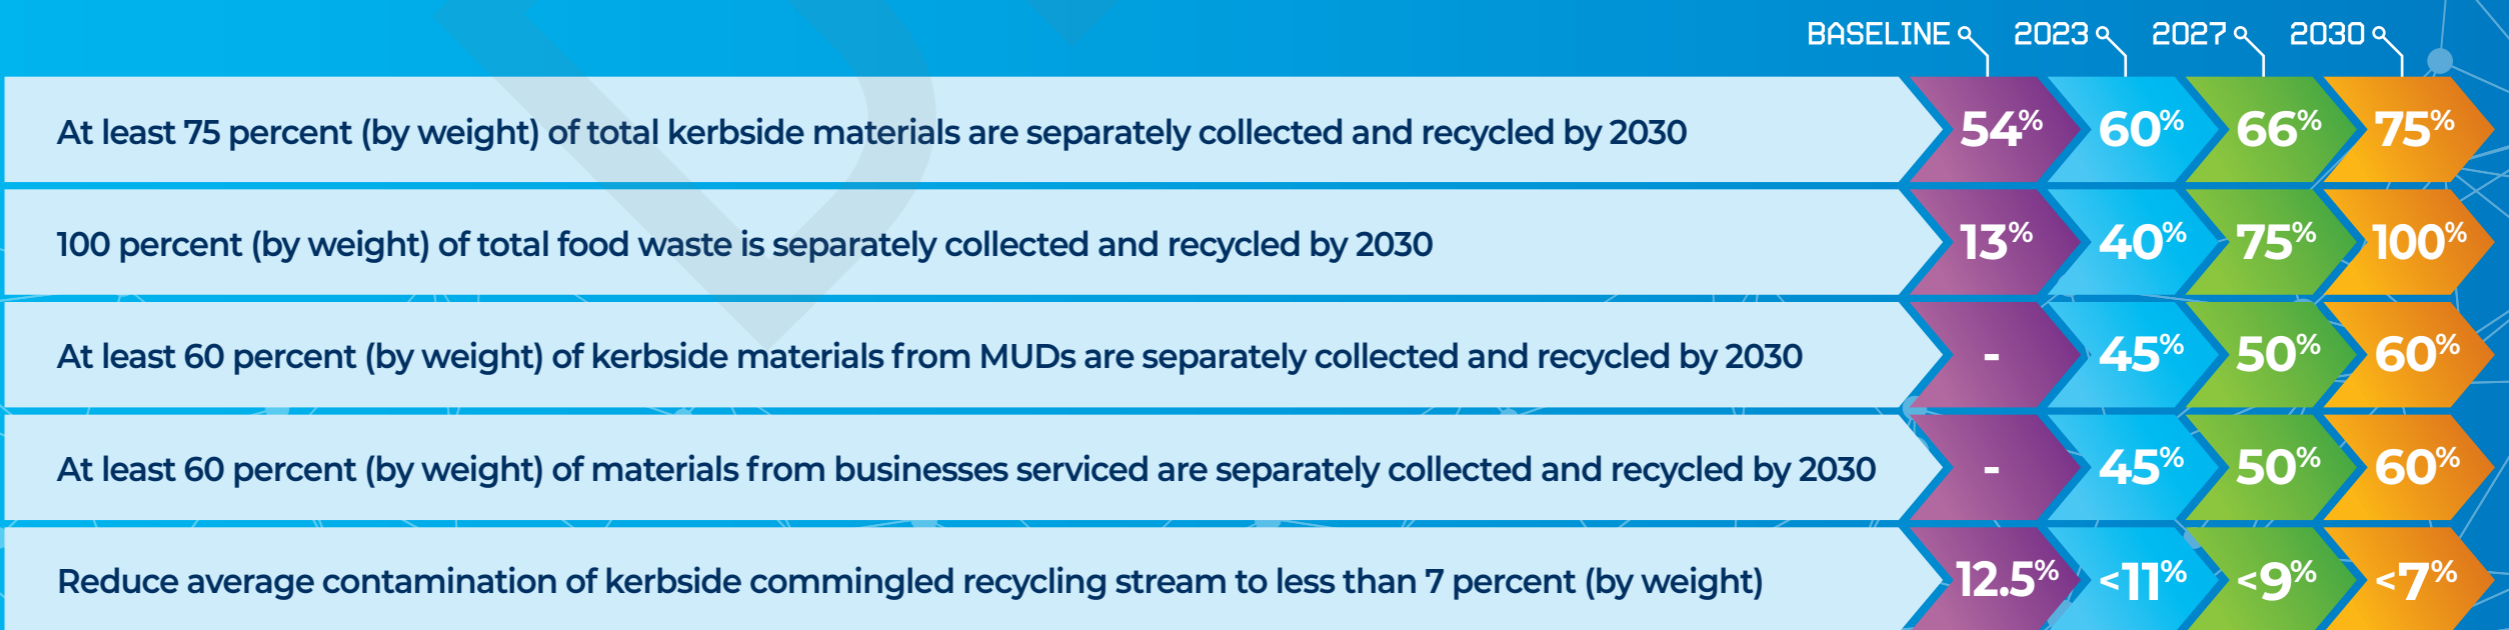 BASELINE 2023 2027 2030
At least 75 percent (by weight) of total kerbside materials are separately collected and recycled by 2030 54% 60% 66% 75%
100 percent (by weight) of total food waste is separately collected and recycled by 2030 13% 40% 75% 100%
At least 60 percent (by weight) of kerbside materials from MUDs are separately collected and recycled by 2030 - 45% 50% 60%
At least 60 percent (by weight) of materials from businesses serviced are separately collected and recycled by 2030 - 45% 50% 60%
Reduce average contamination of kerbside commingled recycling stream to less than 7 percent (by weight) 12.5% <11% <9% <7%